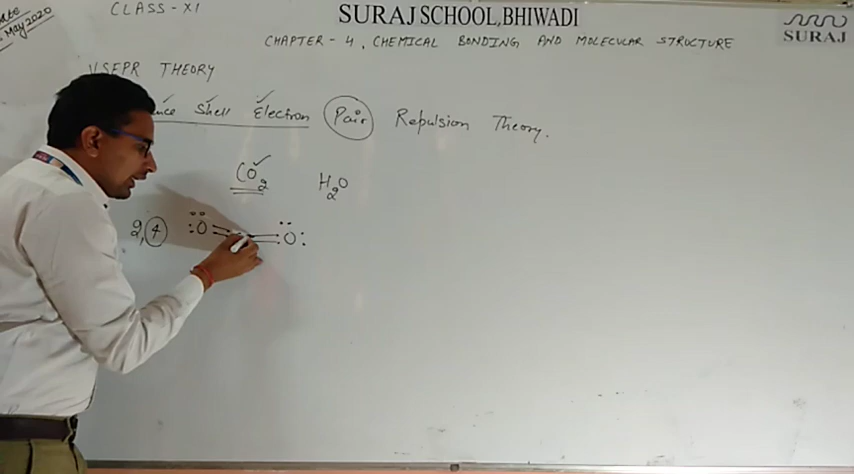 CLASS - XI
May 2020
SURAJ SCHOOL, BHIWADI
SURAJ
CHAPTER - 4, CHEMICAL BONDING AND MOLECULAR STRUCTURE
VSEPR THEORY
Shell Electron Pair Repulsion Theory.
CO2 H2O
2,4 :O = = O: